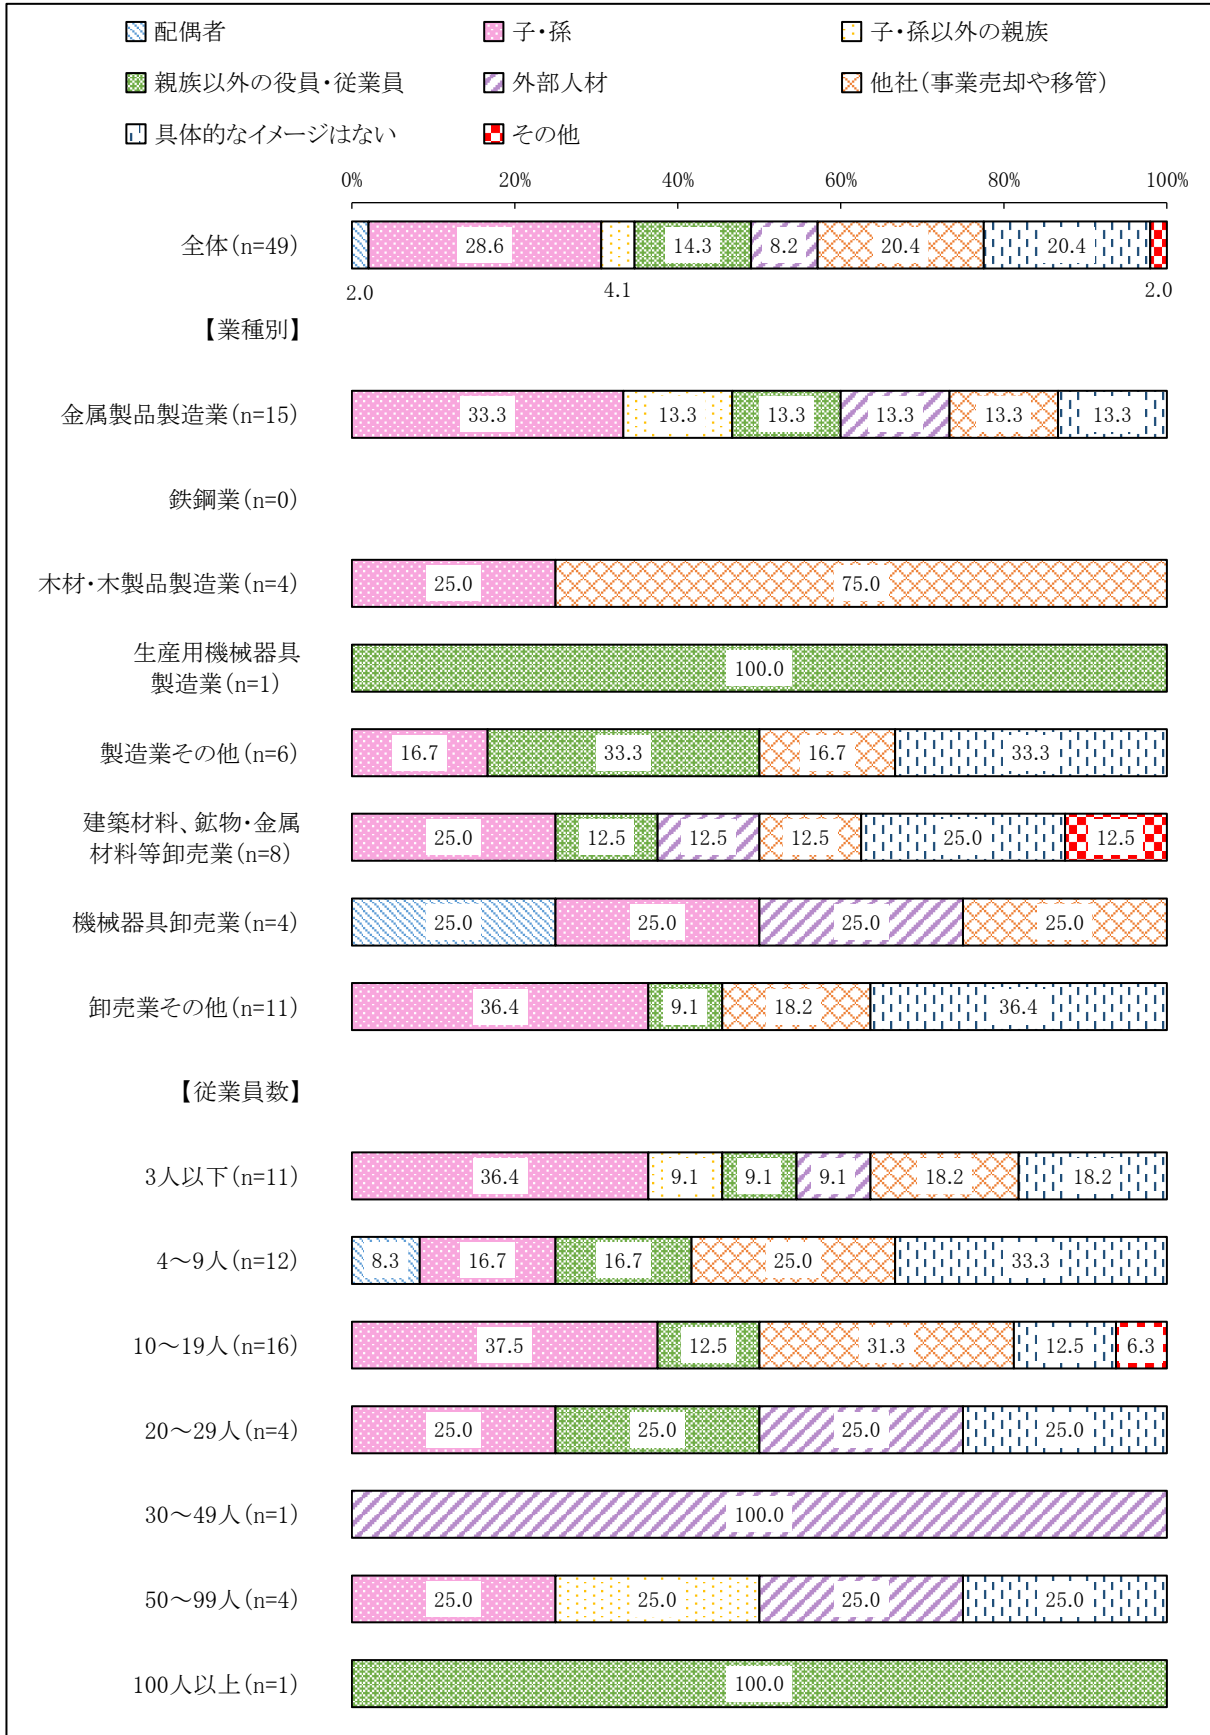 配偶者 子・孫 子・孫以外の親族
親族以外の役員・従業員 外部人材 他社(事業売却や移管)
具体的なイメージはない その他
0% 20% 40% 60% 80% 100%
全体(n=49) 28.6 14.3 8.2 20.4 20.4
2.0 4.1 2.0
【業種別】
金属製品製造業(n=15) 33.3 13.3 13.3 13.3 13.3 13.3
鉄鋼業(n=0)
木材・木製品製造業(n=4) 25.0 75.0
生産用機械器具
製造業(n=1) 100.0
製造業その他(n=6) 16.7 33.3 16.7 33.3
建築材料、鉱物・金属
材料等卸売業(n=8) 25.0 12.5 12.5 12.5 25.0 12.5
機械器具卸売業(n=4) 25.0 25.0 25.0 25.0
卸売業その他(n=11) 36.4 9.1 18.2 36.4
【従業員数】
3人以下(n=11) 36.4 9.1 9.1 9.1 18.2 18.2
4～9人(n=12) 8.3 16.7 16.7 25.0 33.3
10～19人(n=16) 37.5 12.5 31.3 12.5 6.3
20～29人(n=4) 25.0 25.0 25.0 25.0
30～49人(n=1) 100.0
50～99人(n=4) 25.0 25.0 25.0 25.0
100人以上(n=1) 100.0